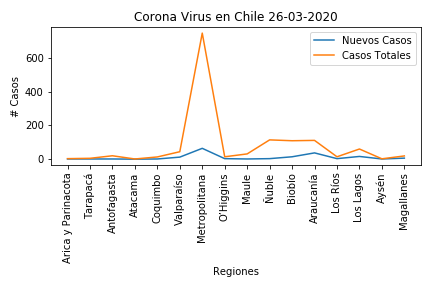 Corona Virus en Chile 26-03-2020
Nuevos Casos
Casos Totales
# Casos
600
400
200
0
Arica y Parinacota
Tarapacá
Antofagasta
Atacama
Coquimbo
Valparaíso
Metropolitana
O'Higgins
Maule
Ñuble
Biobío
Araucanía
Los Ríos
Los Lagos
Aysén
Magallanes
Regiones